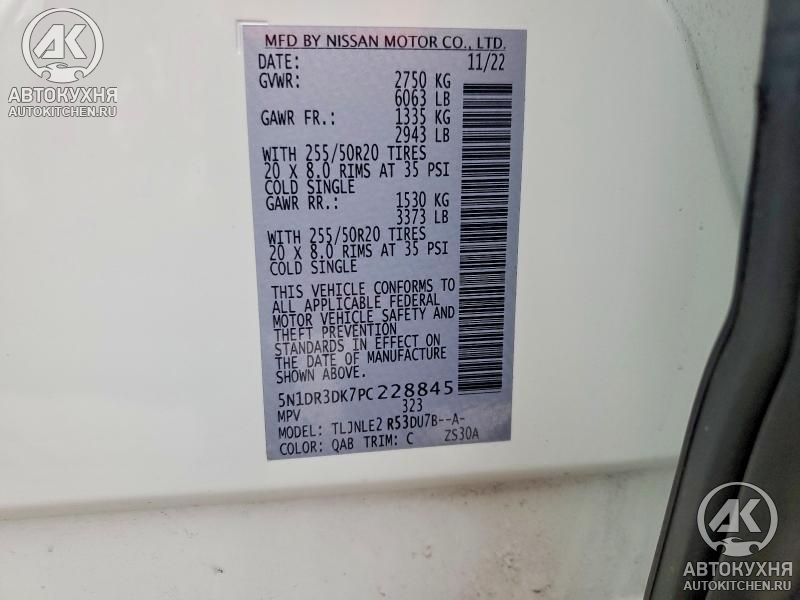 АК
АВТОКУХНЯ
AUTOKITCHEN.RU
MFD BY NISSAN MOTOR CO., LTD.
DATE: 11/22
GVWR: 2750 KG
6063 LB
GAWR FR.: 1335 KG
2943 LB
WITH 255/50R20 TIRES
20 X 8.0 RIMS AT 35 PSI
COLD SINGLE
GAWR RR.: 1530 KG
3373 LB
WITH 255/50R20 TIRES
20 X 8.0 RIMS AT 35 PSI
COLD SINGLE
THIS VEHICLE CONFORMS TO
ALL APPLICABLE FEDERAL
MOTOR VEHICLE SAFETY AND
THEFT PREVENTION
STANDARDS IN EFFECT ON
THE DATE OF MANUFACTURE
SHOWN ABOVE.
5N1DR3DK7PC228845
MPV 323
MODEL: TLJNLE2 R53DU7B--A-
COLOR: QAB TRIM: C ZS30A
АК
АВТОКУХНЯ
AUTOKITCHEN.RU